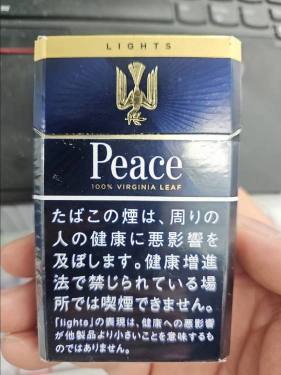 LIGHTS
Peace
100% VIRGINIA LEAF
たばこの煙は、周りの
人の健康に悪影響を
及ぼします。健康増進
法で禁じられている場
所では喫煙できません。
「lights」の表現は、健康への悪影響
が他製品より小さいことを意味するも
のではありません。